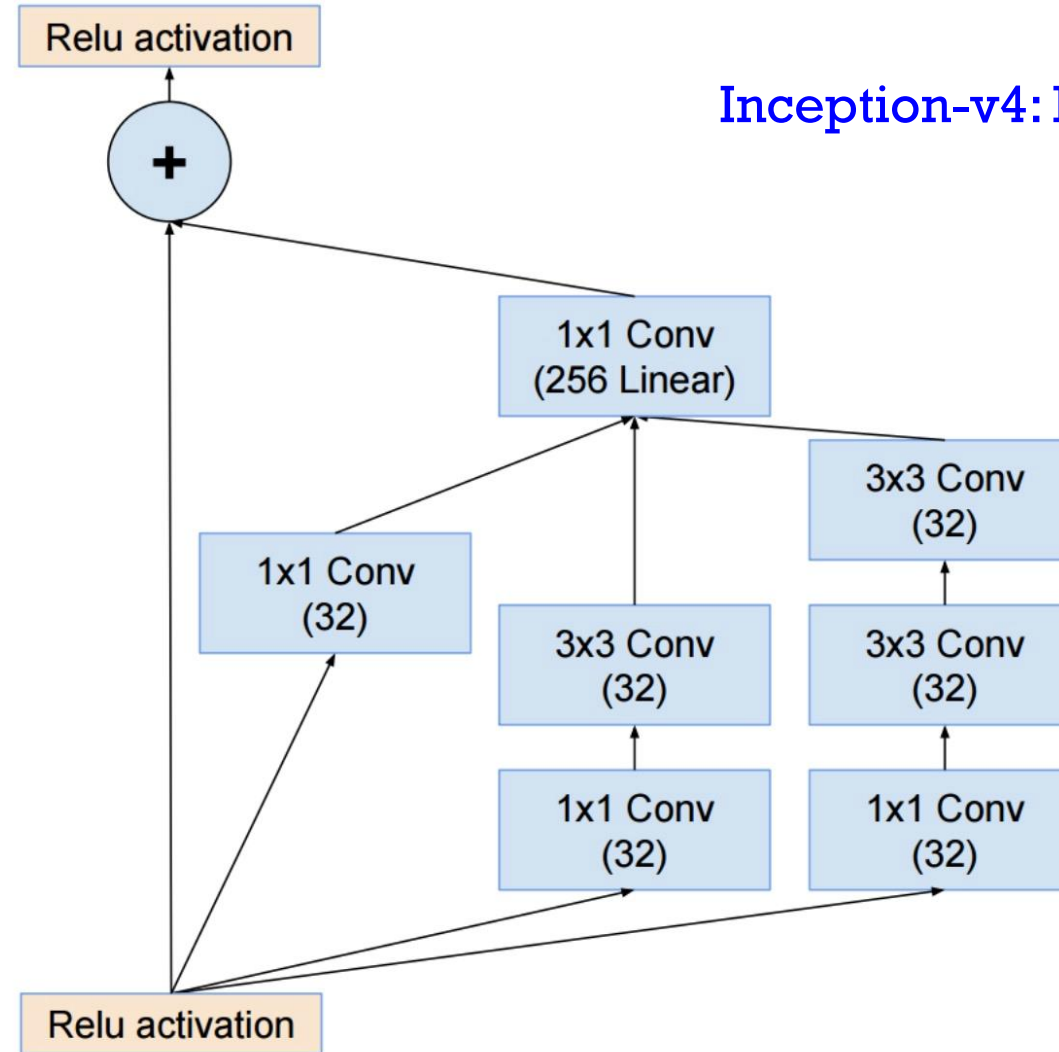 Relu activation
Inception-v4:
+
1x1 Conv
(256 Linear)
3x3 Conv
(32)
1x1 Conv
(32)
3x3 Conv
(32)
3x3 Conv
(32)
1x1 Conv
(32)
1x1 Conv
(32)
Relu activation